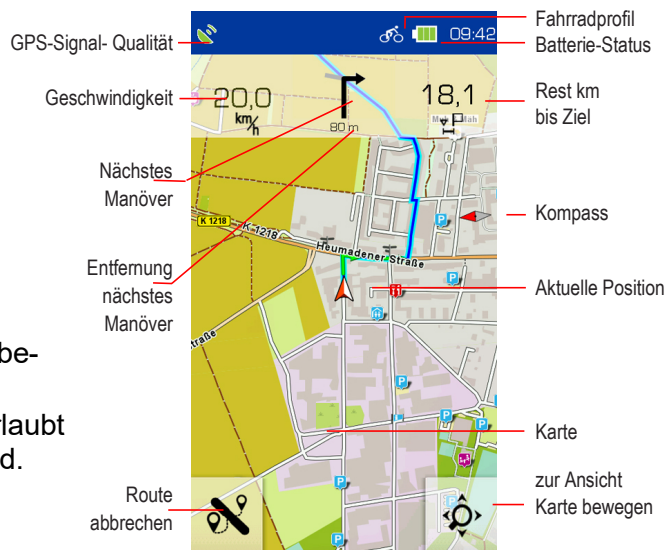 Fahrradprofil
GPS-Signal- Qualität
09:42
Batterie-Status
Geschwindigkeit
20,0
km/h
80 m
18,1
Rest km
bis Ziel
Nächstes
Manöver
K 1218
K 1218
Kompass
Heumadener Straße
Entfernung
nächstes
Manöver
Aktuelle Position
raße
be-
rlaubt
d.
Karte
Route
abbrechen
zur Ansicht
Karte bewegen
P
P
P
P
P
P
P
P
P